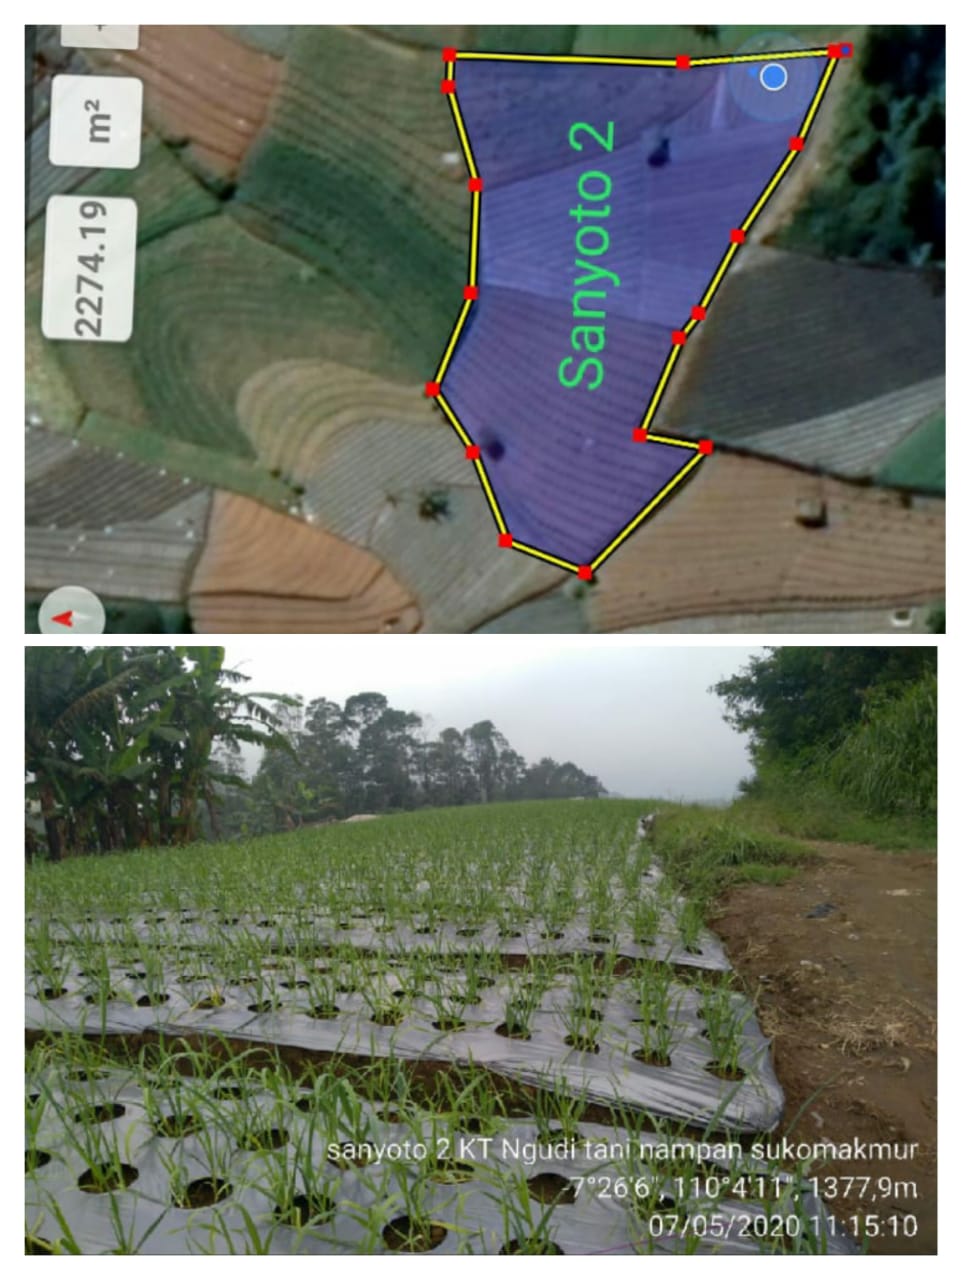 m²
2274.19
Sanyoto 2
sanyoto 2 KT Ngudi tani nampan sukomakmur
-7°26'6", 110°4'11", 1377,9m
07/05/2020 11:15:10